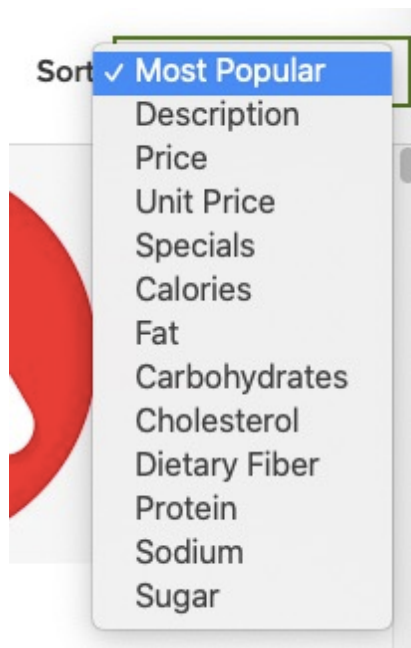 Sort
✓ Most Popular
Description
Price
Unit Price
Specials
Calories
Fat
Carbohydrates
Cholesterol
Dietary Fiber
Protein
Sodium
Sugar